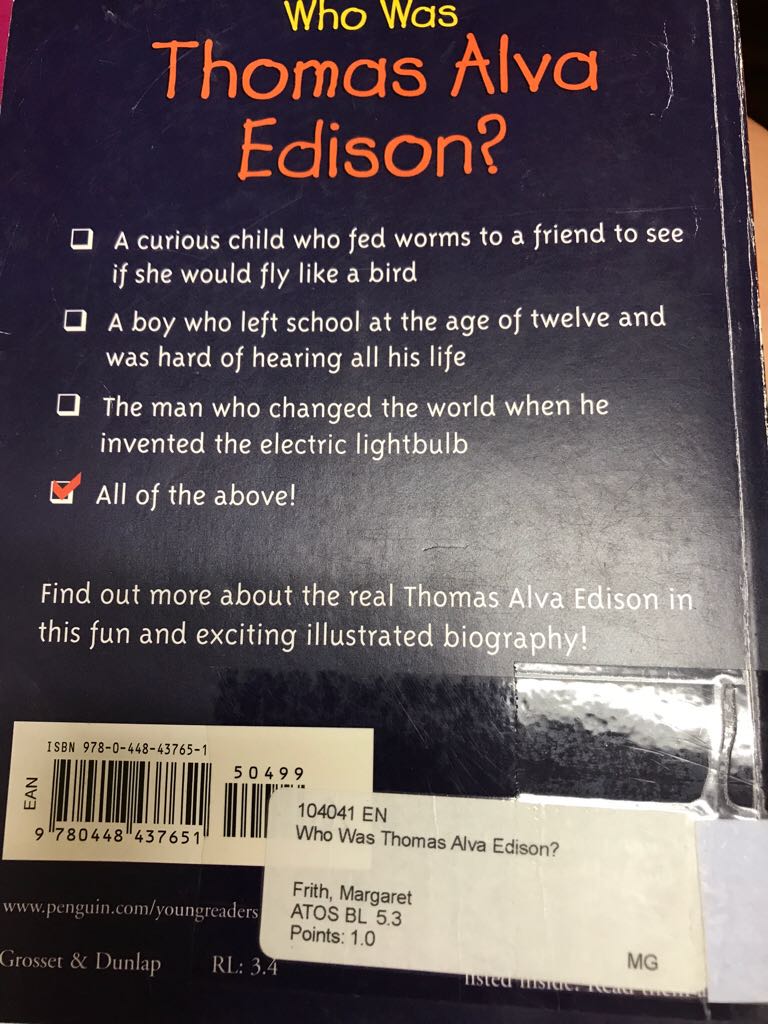 Who Was
Thomas Alva
Edison?
A curious child who fed worms to a friend to see
if she would fly like a bird
A boy who left school at the age of twelve and
was hard of hearing all his life
The man who changed the world when he
invented the electric lightbulb
All of the above!
Find out more about the real Thomas Alva Edison in
this fun and exciting illustrated biography!
ISBN 978-0-448-43765-1
50499
EAN
9 780448 437651
104041 EN
Who Was Thomas Alva Edison?
Frith, Margaret
ATOS BL 5.3
Points: 1.0
MG
www.penguin.com/youngreaders
Grosset & Dunlap RL: 3.4
listed inside. Read